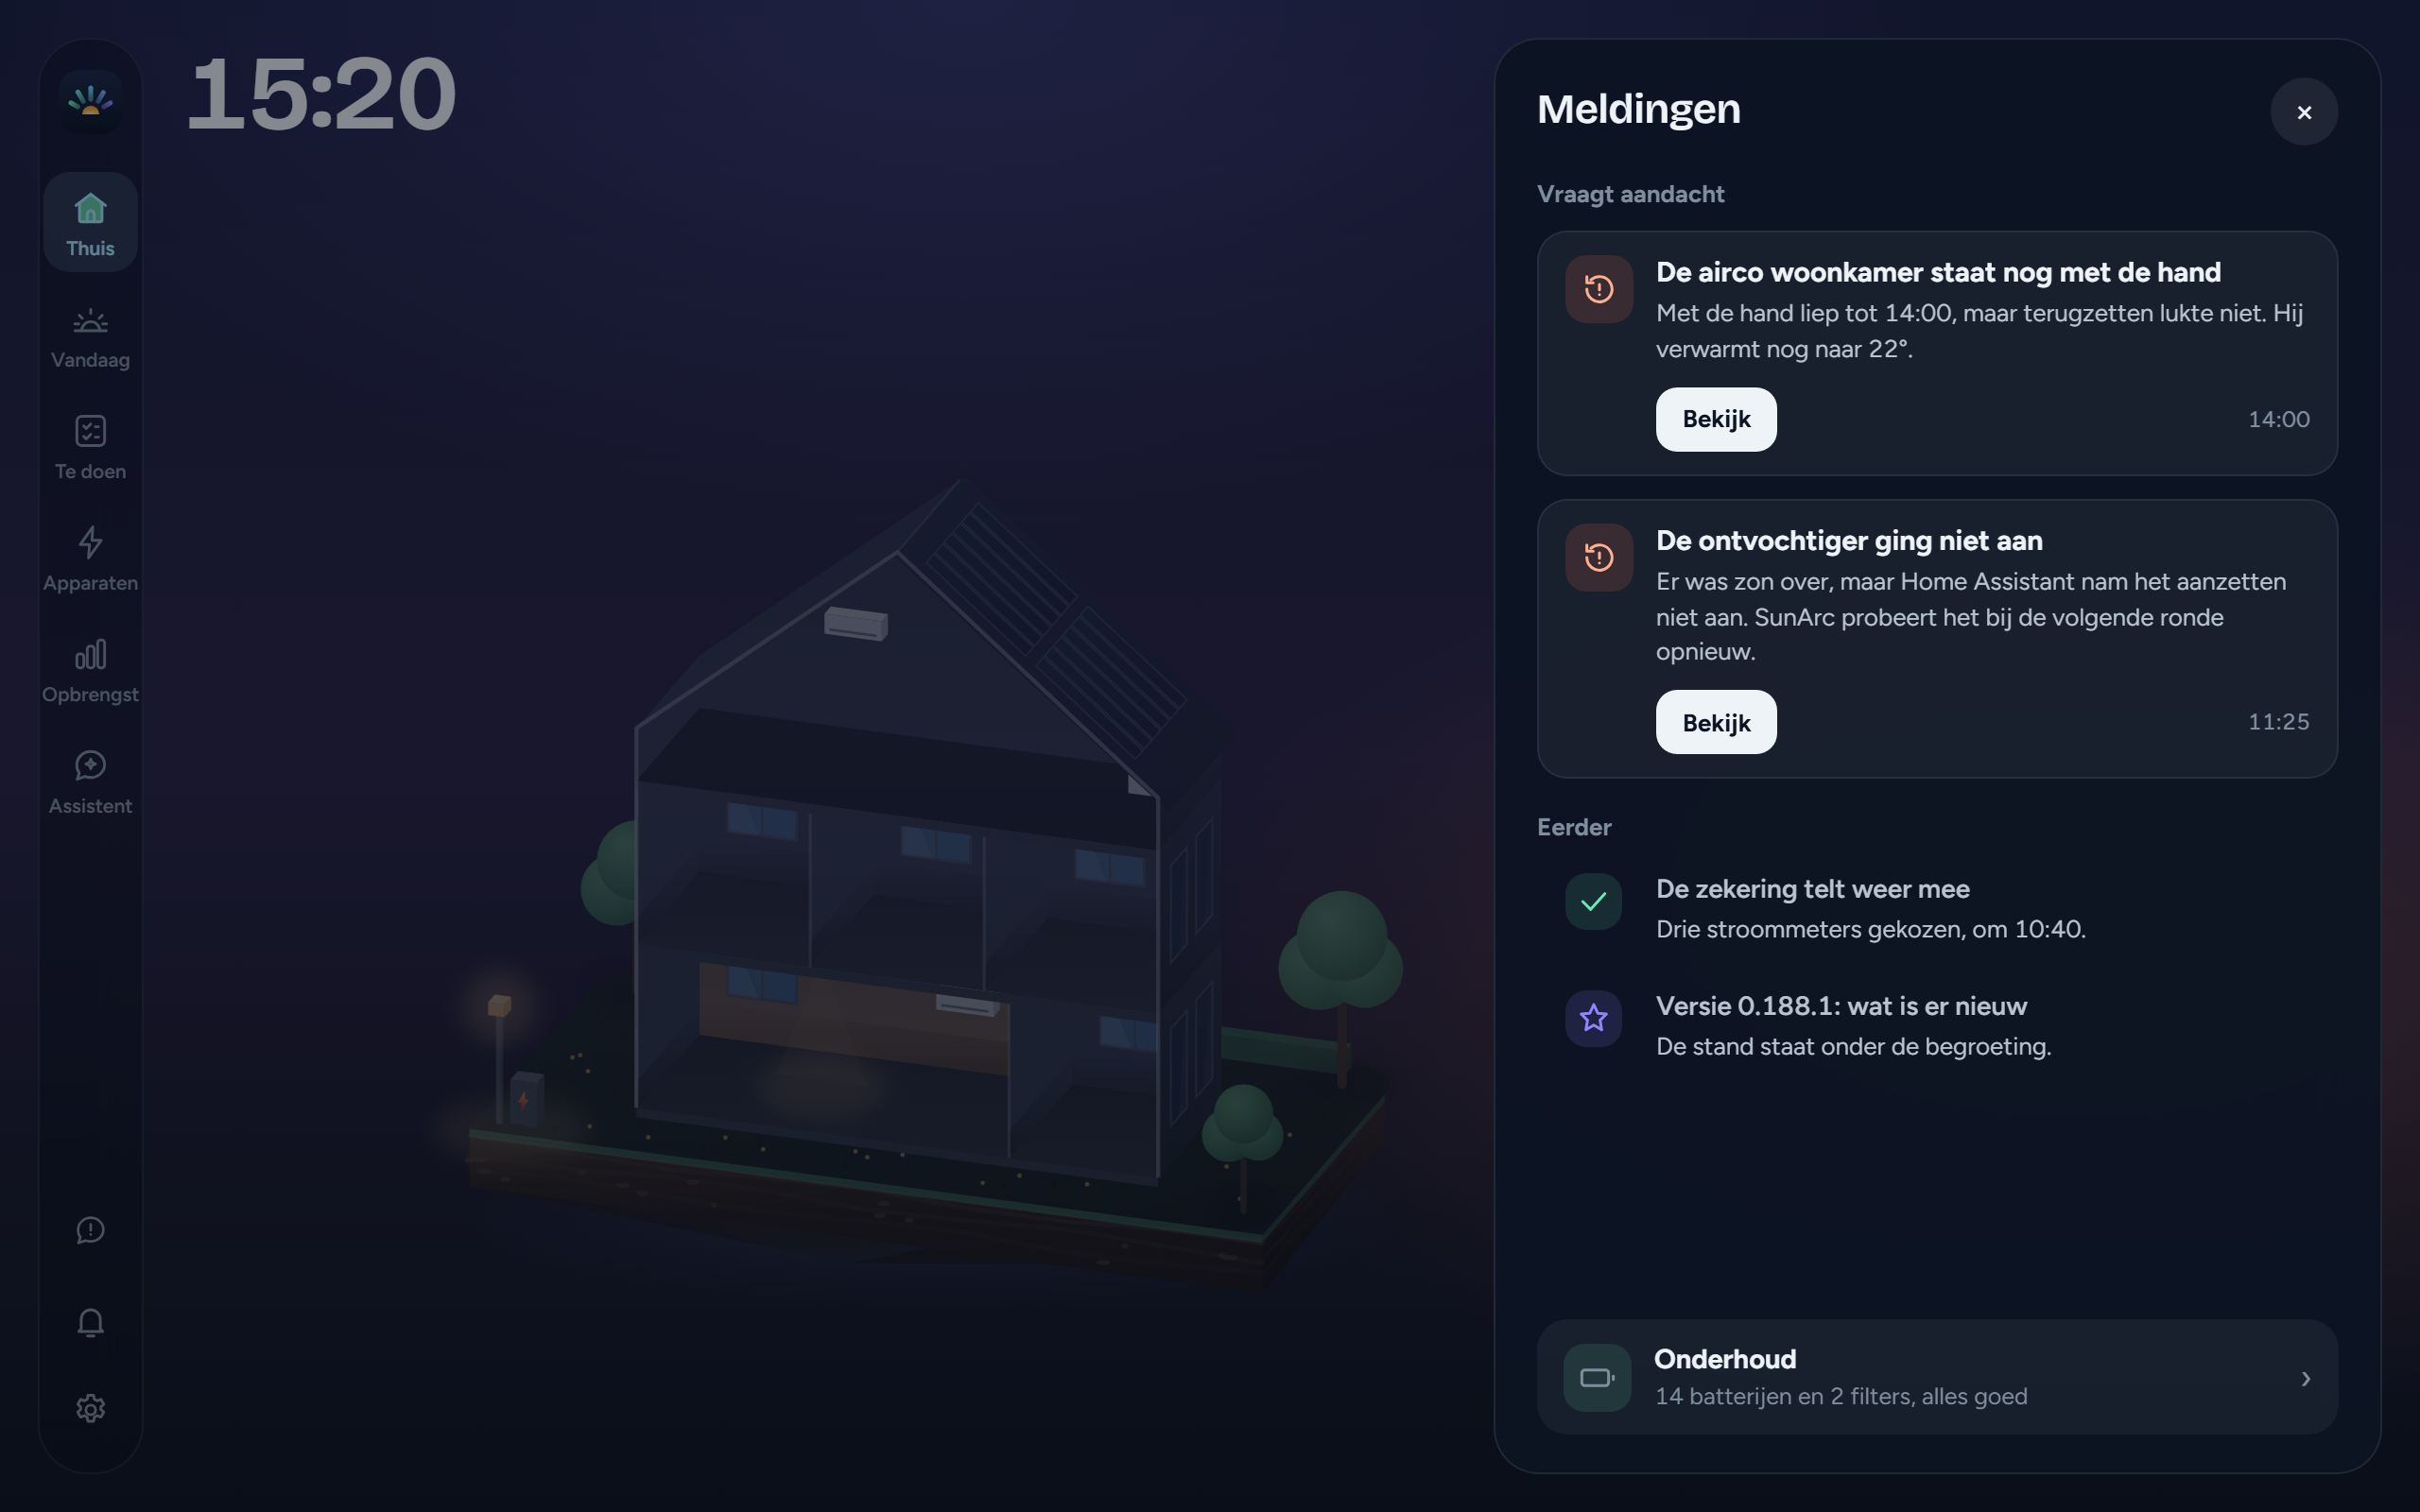 15:20
Thuis
Vandaag
Te doen
Apparaten
Opbrengst
Assistent
Meldingen
Vraagt aandacht
De airco woonkamer staat nog met de hand
Met de hand liep tot 14:00, maar terugzetten lukte niet. Hij
verwarmt nog naar 22°.
Bekijk
14:00
De ontvochtiger ging niet aan
Er was zon over, maar Home Assistant nam het aanzetten
niet aan. SunArc probeert het bij de volgende ronde
opnieuw.
Bekijk
11:25
Eerder
De zekering telt weer mee
Drie stroommeters gekozen, om 10:40.
Versie 0.188.1: wat is er nieuw
De stand staat onder de begroeting.
Onderhoud
14 batterijen en 2 filters, alles goed